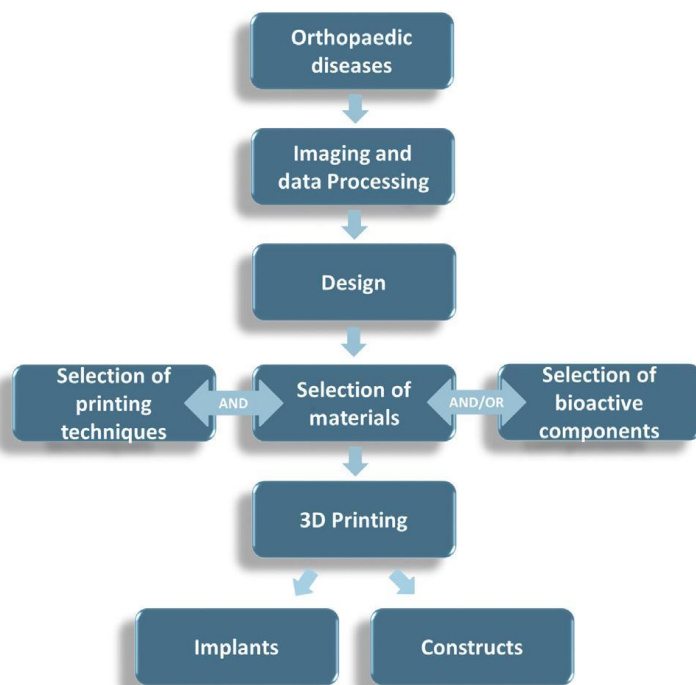 Orthopaedic
diseases
Imaging and
data Processing
Design
Selection of
printing
techniques
AND
Selection of
materials
AND/OR
Selection of
bioactive
components
3D Printing
Implants
Constructs